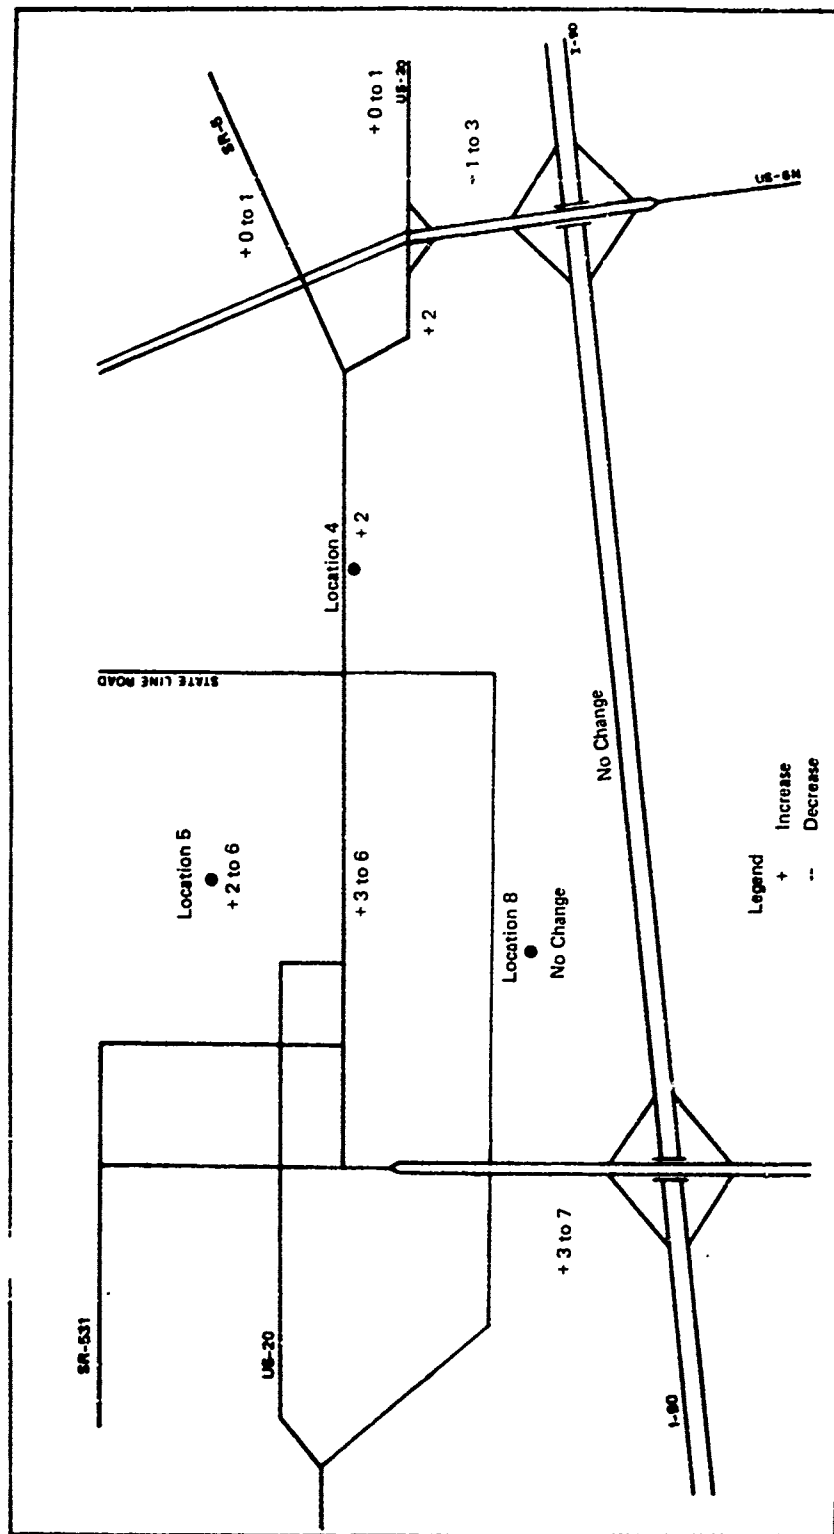 SR-531
Location 5
+ 2 to 6
STATE LINE ROAD
SR-5
+ 0 to 1
US-20
+ 3 to 6
Location 4
+ 2
+ 0 to 1
US-20
+ 2
-- 1 to 3
Location 8
No Change
+ 3 to 7
No Change
I-90
I-90
US-6N
Legend
+ Increase
-- Decrease